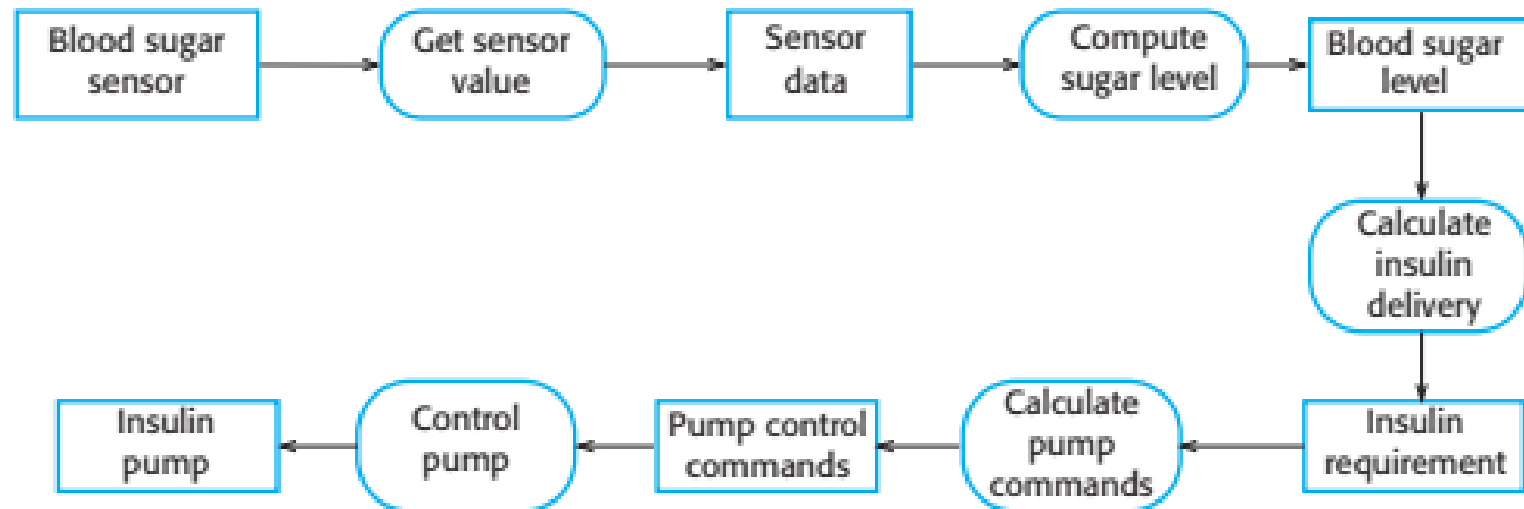 Blood sugar
sensor
Get sensor
value
Sensor
data
Compute
sugar level
Blood sugar
level
Calculate
insulin
delivery
Insulin
requirement
Calculate
pump
commands
Pump control
commands
Control
pump
Insulin
pump